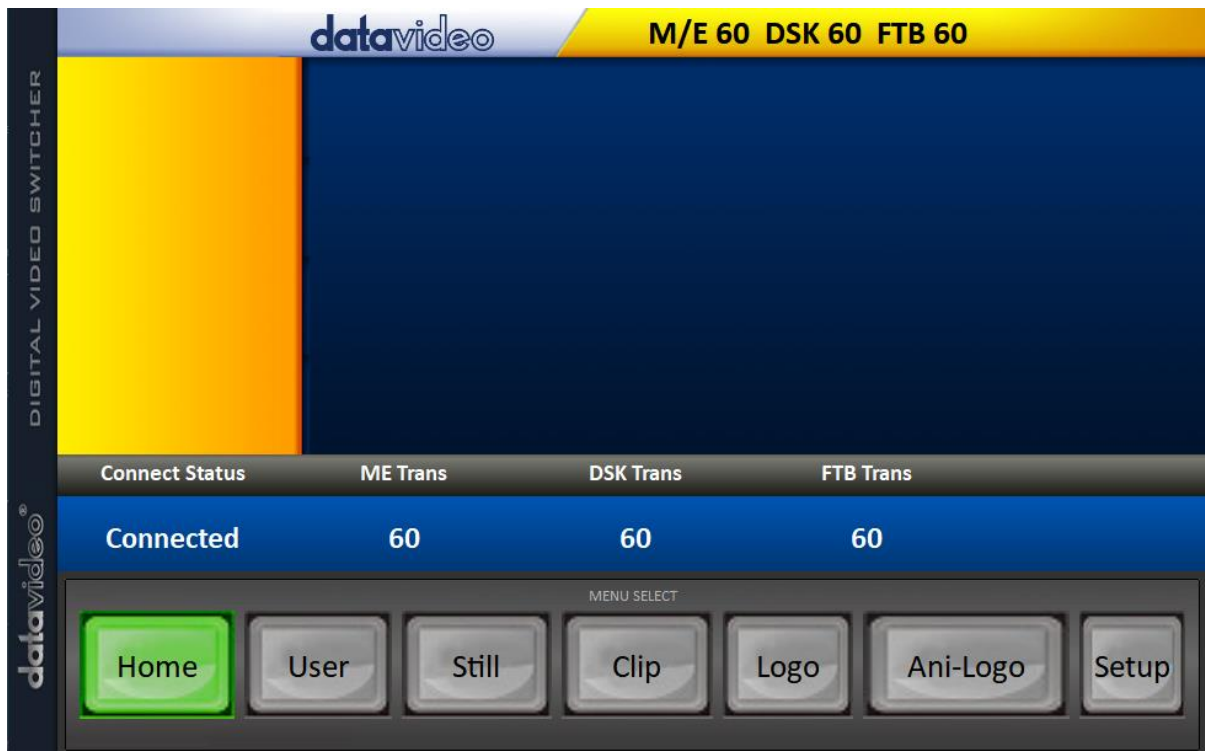 datavideo
M/E 60 DSK 60 FTB 60
DIGITAL VIDEO SWITCHER
datavideo®
Connect Status ME Trans DSK Trans FTB Trans
Connected 60 60 60
MENU SELECT
Home User Still Clip Logo Ani-Logo Setup